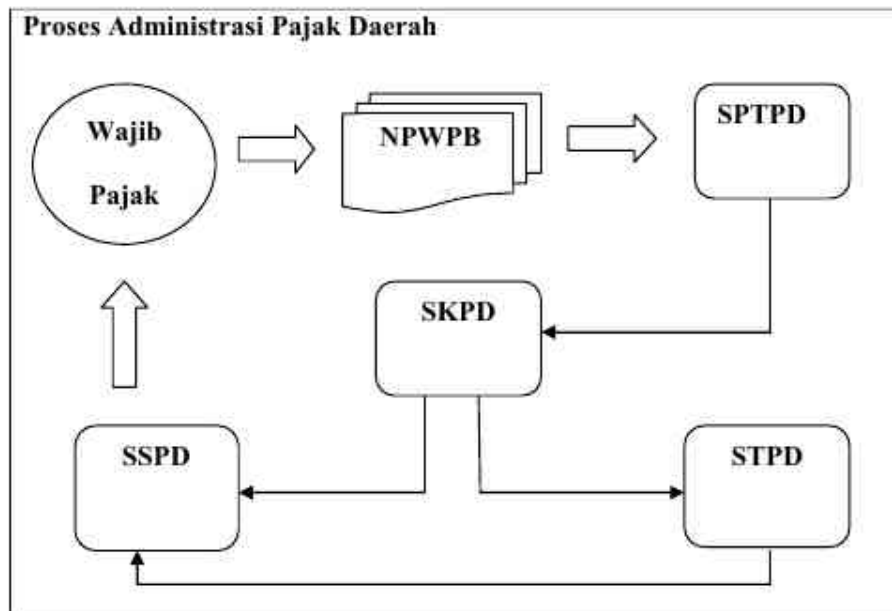 Proses Administrasi Pajak Daerah
Wajib
Pajak
NPWPB
SPTPD
SKPD
SSPD
STPD